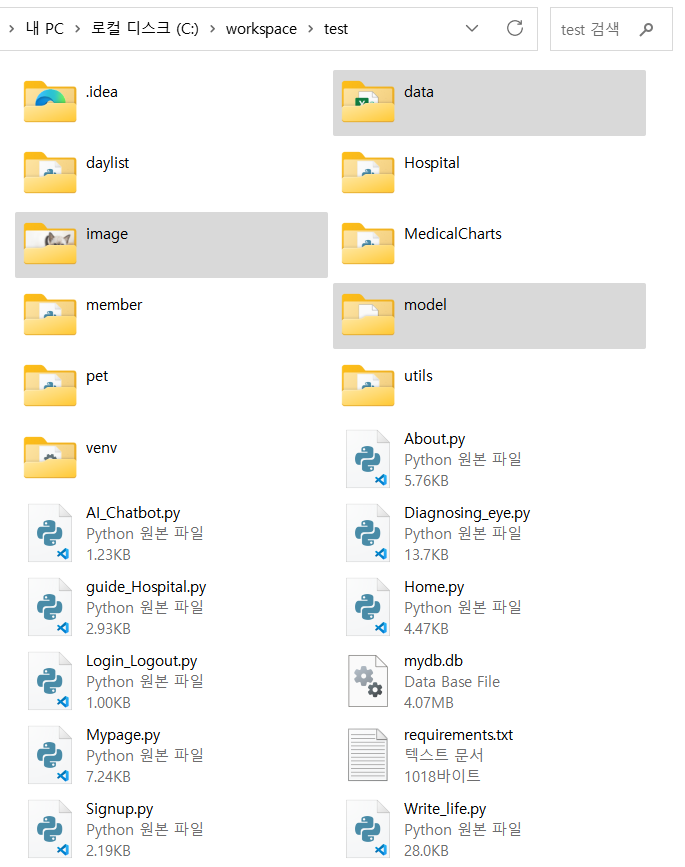 내 PC > 로컬 디스크 (C:) > workspace > test
test 검색
.idea
data
daylist
Hospital
image
MedicalCharts
member
model
pet
utils
venv
About.py
Python 원본 파일
5.76KB
AI_Chatbot.py
Python 원본 파일
1.23KB
Diagnosing_eye.py
Python 원본 파일
13.7KB
guide_Hospital.py
Python 원본 파일
2.93KB
Home.py
Python 원본 파일
4.47KB
Login_Logout.py
Python 원본 파일
1.00KB
mydb.db
Data Base File
4.07MB
Mypage.py
Python 원본 파일
7.24KB
requirements.txt
텍스트 문서
1018바이트
Signup.py
Python 원본 파일
2.19KB
Write_life.py
Python 원본 파일
28.0KB